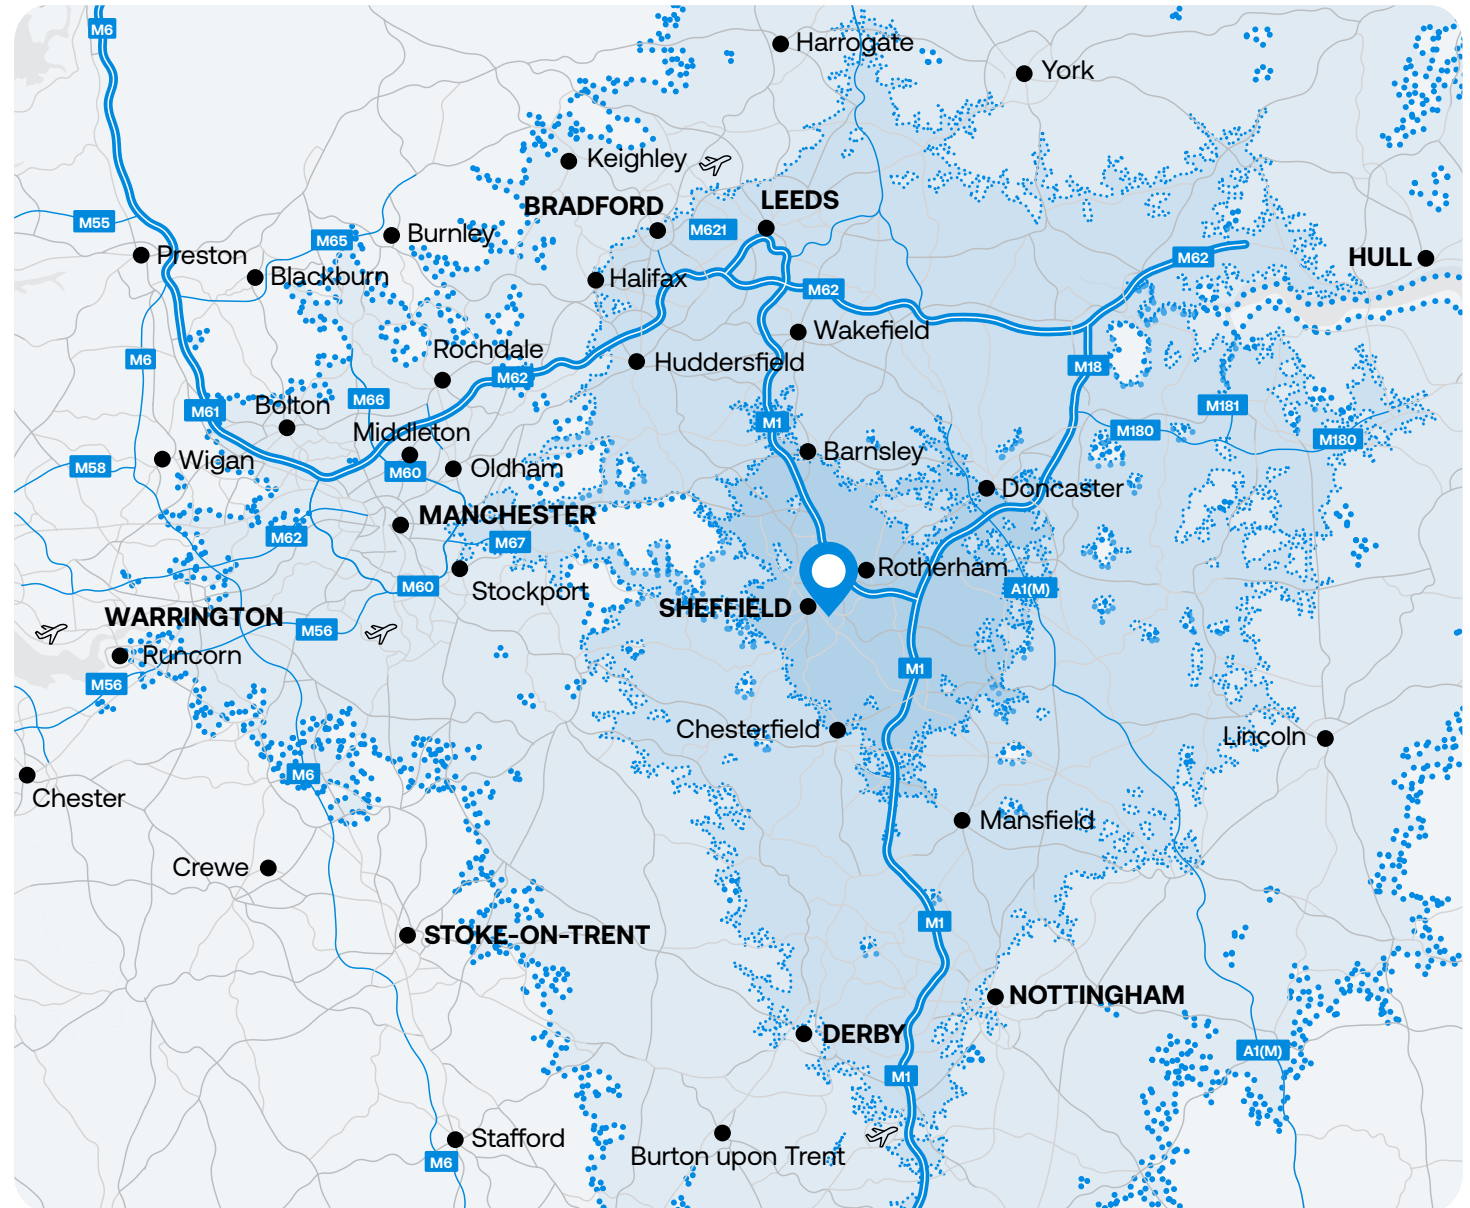 M6
Harrogate
York
Keighley
BRADFORD
LEEDS
M55
M621
M65
Burnley
Preston
M62
HULL
Blackburn
Halifax
M62
Wakefield
Rochdale
M6
Huddersfield
M18
M62
M66
M61
Bolton
M181
M1
M180
Middleton
M180
Barnsley
Wigan
M58
M60
Oldham
Doncaster
MANCHESTER
M62
M67
Rotherham
M60
Stockport
A1(M)
SHEFFIELD
WARRINGTON
M56
Runcorn
M1
M56
Chesterfield
Lincoln
M6
Chester
Mansfield
Crewe
M1
STOKE-ON-TRENT
NOTTINGHAM
DERBY
A1(M)
M1
Stafford
Burton upon Trent
M6